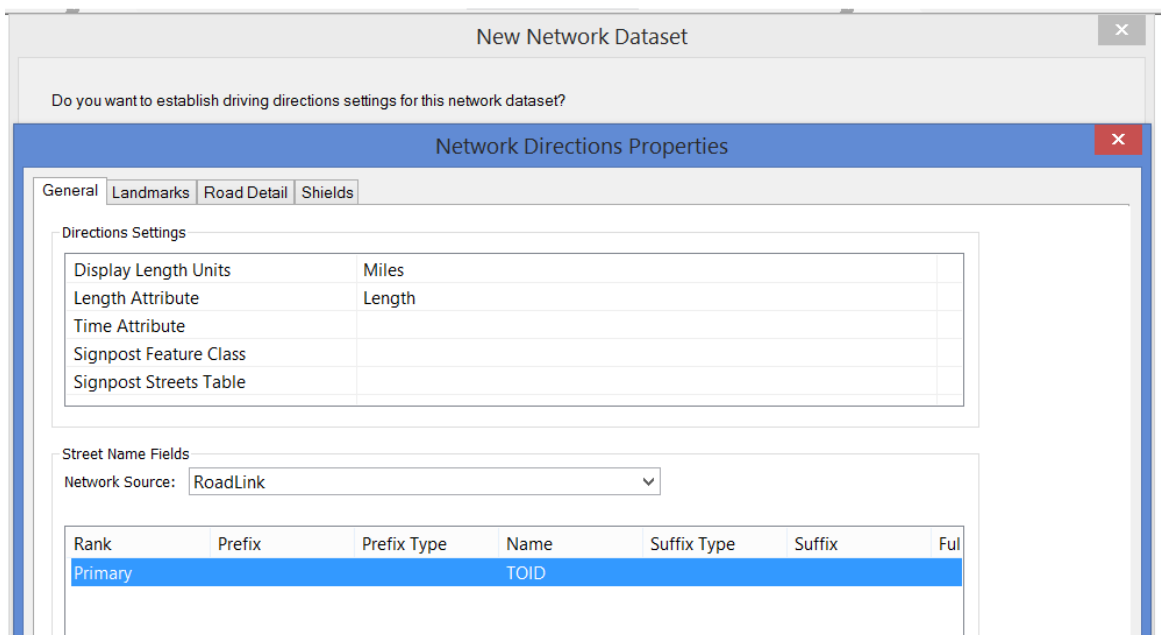 New Network Dataset
Do you want to establish driving directions settings for this network dataset?
Network Directions Properties
General Landmarks Road Detail Shields
Directions Settings
Display Length Units Miles
Length Attribute Length
Time Attribute
Signpost Feature Class
Signpost Streets Table
Street Name Fields
Network Source: RoadLink
Rank Prefix Prefix Type Name Suffix Type Suffix Ful
Primary TOID